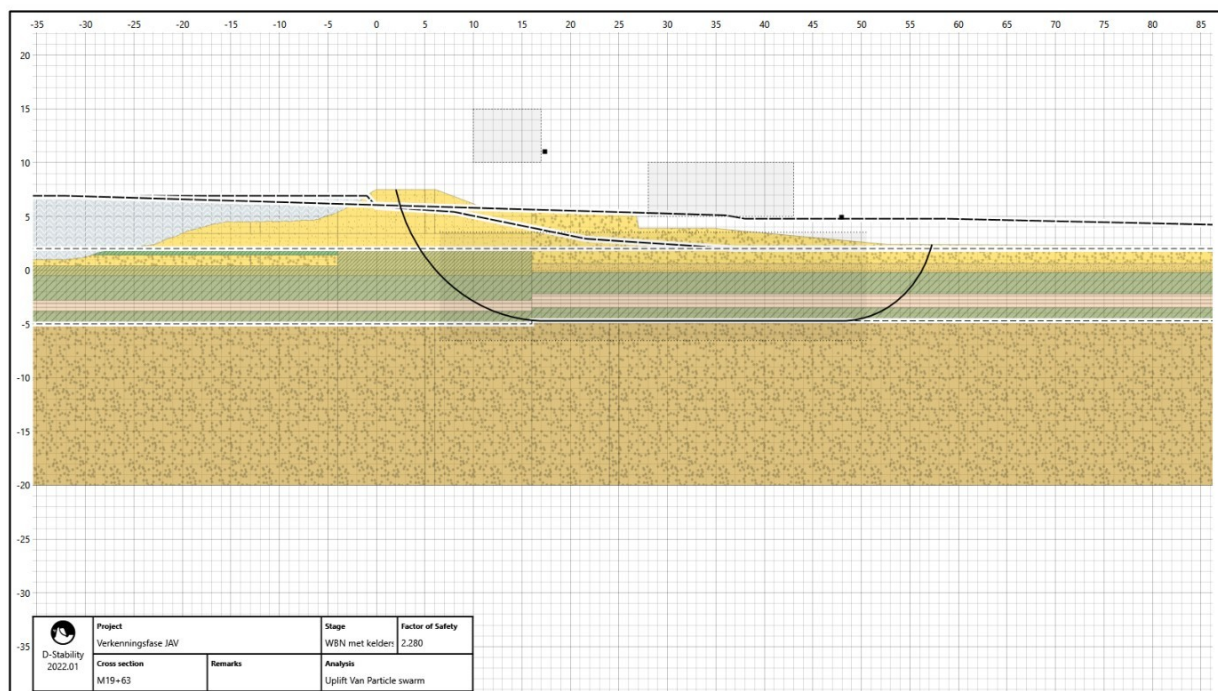 -35 -30 -25 -20 -15 -10 -5 0 5 10 15 20 25 30 35 40 45 50 55 60 65 70 75 80 85
20
15
10
5
0
-5
-10
-15
-20
-25
-30
-35
D-Stability
2022.01
Project
Verkenningsfase JAV
Stage
WBN met kelders
Factor of Safety
2.280
Cross section
M19+63
Remarks
Analysis
Uplift Van Particle swarm